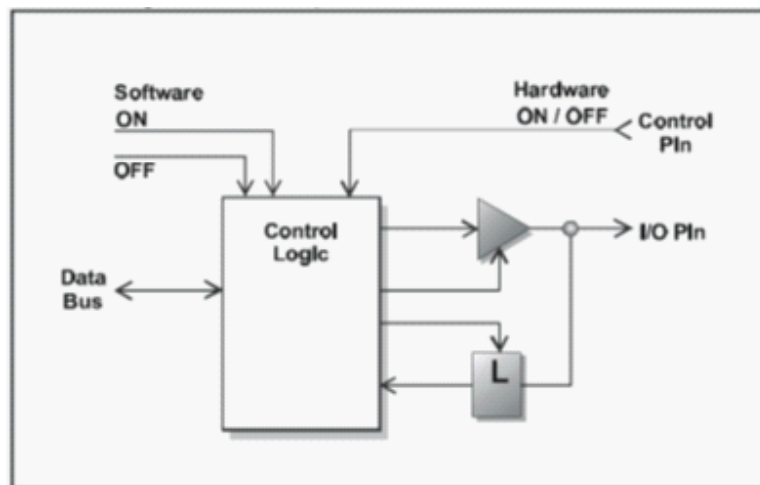 Software
ON
OFF
Hardware
ON / OFF
Control
Pin
Control
Logic
I/O Pin
Data
Bus
L